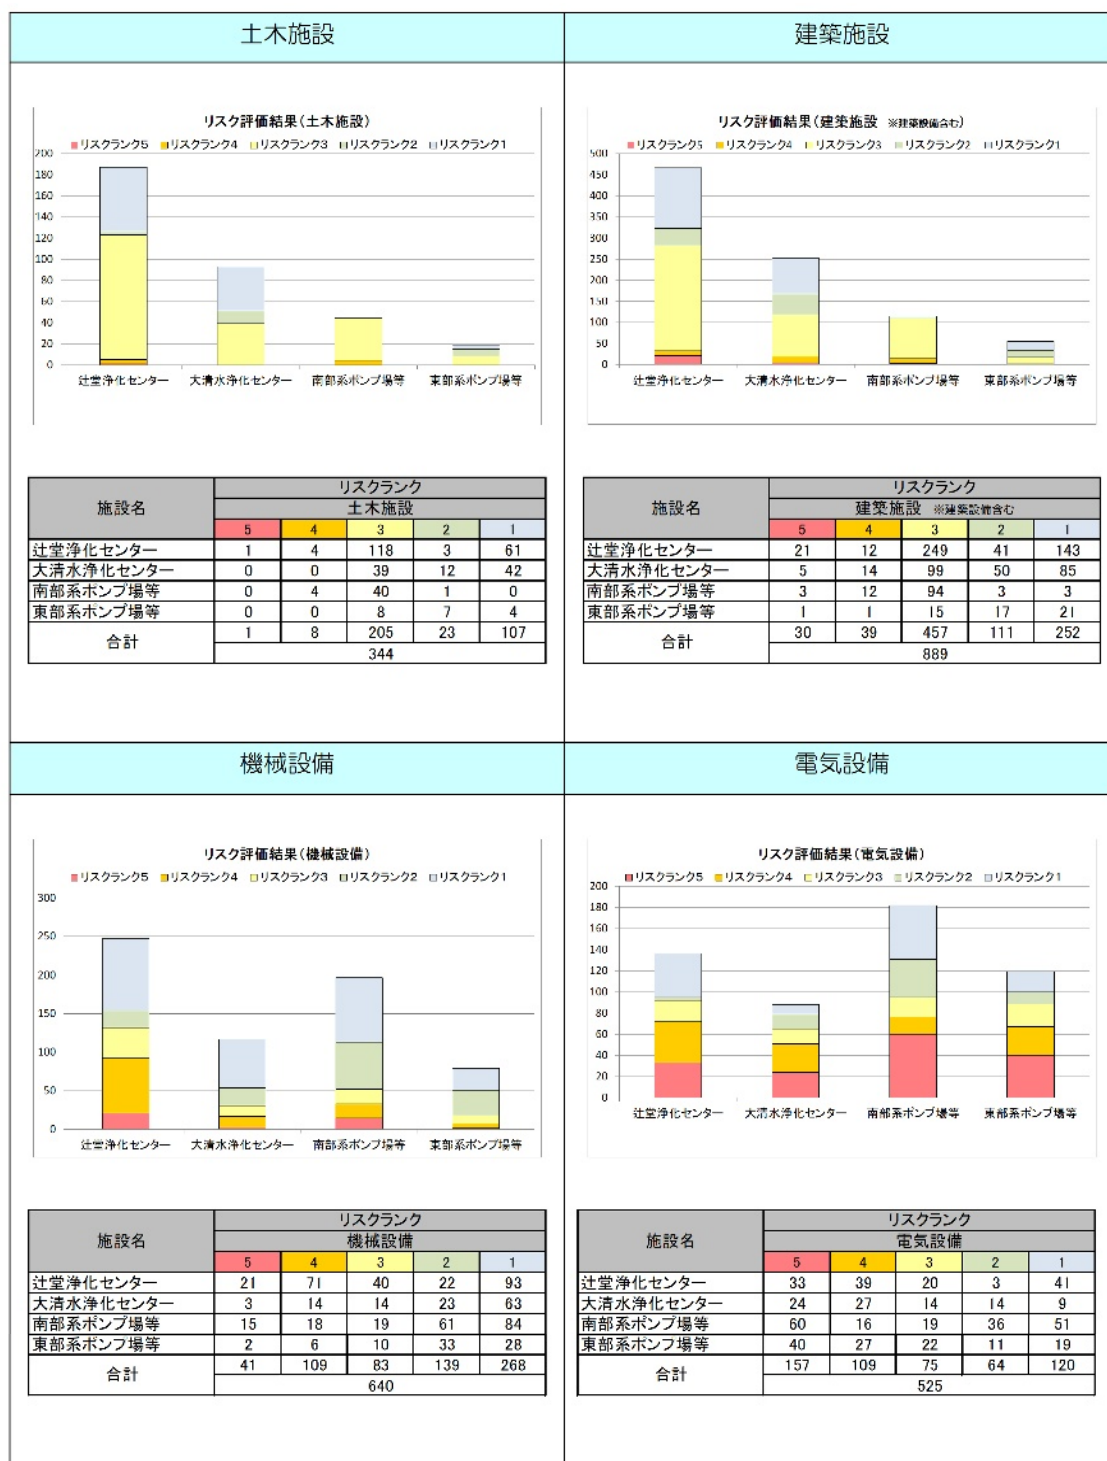 土木施設
リスク評価結果(土木施設)
リスクランク5 リスクランク4 リスクランク3 リスクランク2 リスクランク1
200
180
160
140
120
100
80
60
40
20
0
辻堂浄化センター 大清水浄化センター 南部系ポンプ場等 東部系ポンプ場等
施設名 リスクランク
土木施設
5 4 3 2 1
辻堂浄化センター 1 4 118 3 61
大清水浄化センター 0 0 39 12 42
南部系ポンプ場等 0 4 40 1 0
東部系ポンプ場等 0 0 8 7 4
合計 1 8 205 23 107
344
建築施設
リスク評価結果(建築施設 ※建築設備含む)
リスクランク5 リスクランク4 リスクランク3 リスクランク2 リスクランク1
500
450
400
350
300
250
200
150
100
50
0
辻堂浄化センター 大清水浄化センター 南部系ポンプ場等 東部系ポンプ場等
施設名 リスクランク
建築施設 ※建築設備含む
5 4 3 2 1
辻堂浄化センター 21 12 249 41 143
大清水浄化センター 5 14 99 50 85
南部系ポンプ場等 3 12 94 3 3
東部系ポンプ場等 1 1 15 17 21
合計 30 39 457 111 252
889
機械設備
リスク評価結果(機械設備)
リスクランク5 リスクランク4 リスクランク3 リスクランク2 リスクランク1
300
250
200
150
100
50
0
辻堂浄化センター 大清水浄化センター 南部系ポンプ場等 東部系ポンプ場等
施設名 リスクランク
機械設備
5 4 3 2 1
辻堂浄化センター 21 71 40 22 93
大清水浄化センター 3 14 14 23 63
南部系ポンプ場等 15 18 19 61 84
東部系ポンプ場等 2 6 10 33 28
合計 41 109 83 139 268
640
電気設備
リスク評価結果(電気設備)
リスクランク5 リスクランク4 リスクランク3 リスクランク2 リスクランク1
200
180
160
140
120
100
80
60
40
20
0
辻堂浄化センター 大清水浄化センター 南部系ポンプ場等 東部系ポンプ場等
施設名 リスクランク
電気設備
5 4 3 2 1
辻堂浄化センター 33 39 20 3 41
大清水浄化センター 24 27 14 14 9
南部系ポンプ場等 60 16 19 36 51
東部系ポンプ場等 40 27 22 11 19
合計 157 109 75 64 120
525